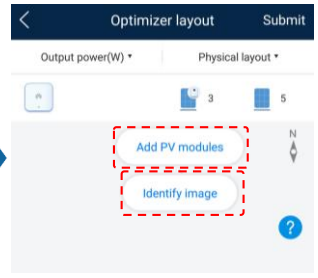 Optimizer layout Submit
Output power(W) Physical layout
3 5
Add PV modules
N
Identify image
?